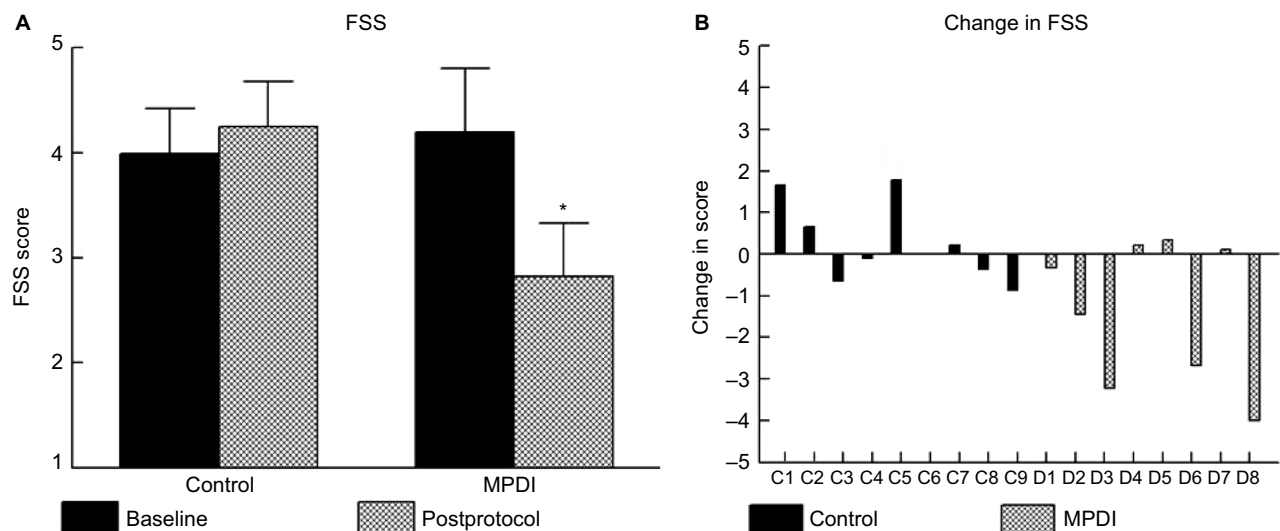 A
FSS
5
4
3
2
1
FSS score
*
Control
MPDI
Baseline
Postprotocol
B
Change in FSS
5
4
3
2
1
0
–1
–2
–3
–4
–5
Change in score
C1 C2 C3 C4 C5 C6 C7 C8 C9 D1 D2 D3 D4 D5 D6 D7 D8
Control
MPDI